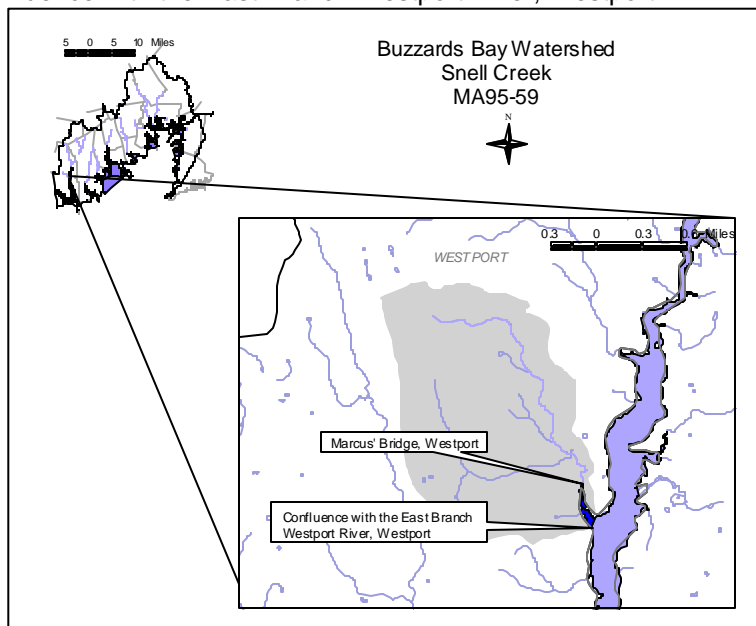 Buzzards Bay Watershed
Snell Creek
MA95-59
N
5 0 5 10 Miles
0.3 0 0.3 0.6 Miles
WESTPORT
Marcus' Bridge, Westport
Confluence with the East Branch
Westport River, Westport